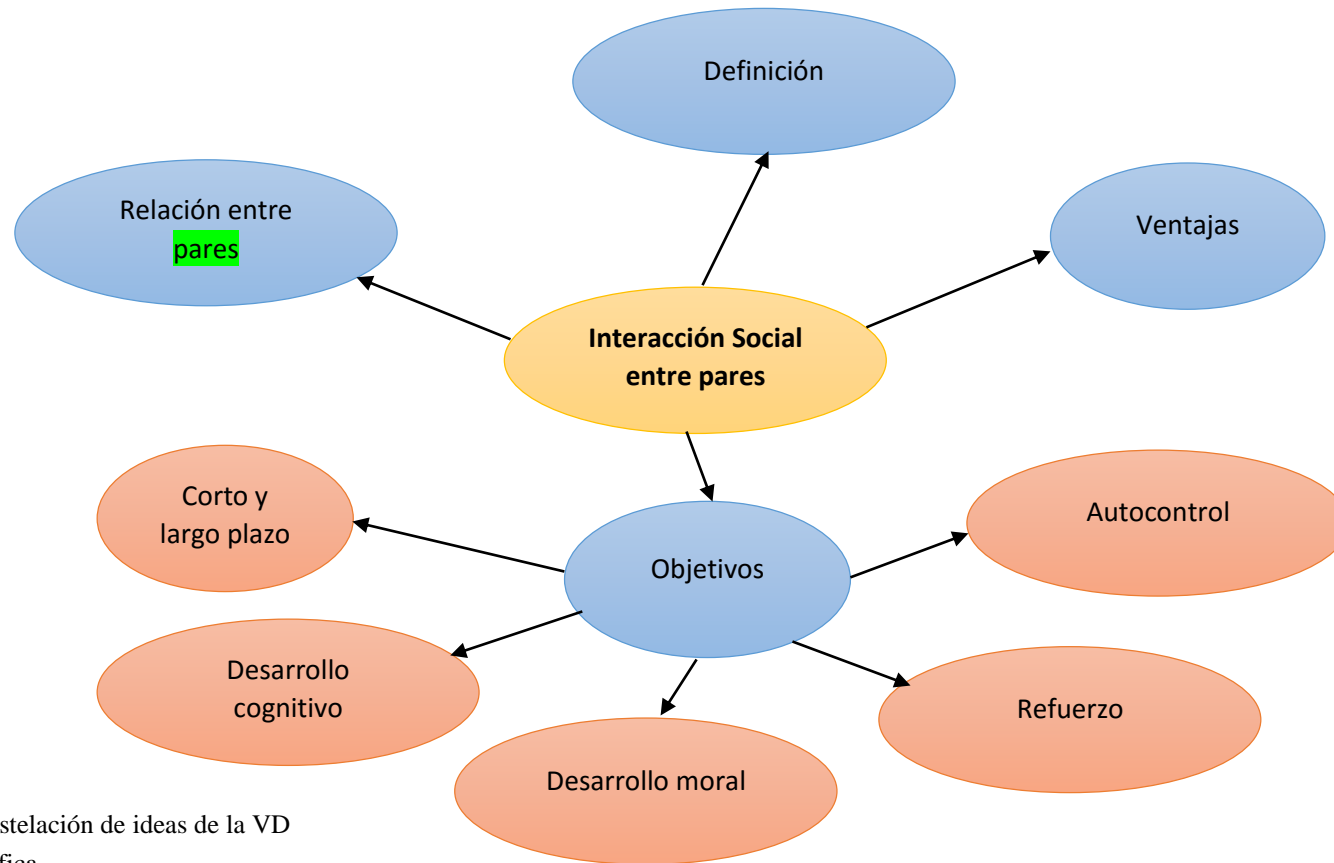 Definición
Relación entre
pares
Ventajas
Interacción Social
entre pares
Corto y
largo plazo
Objetivos
Autocontrol
Desarrollo
cognitivo
Refuerzo
Desarrollo moral
stelación de ideas de la VD